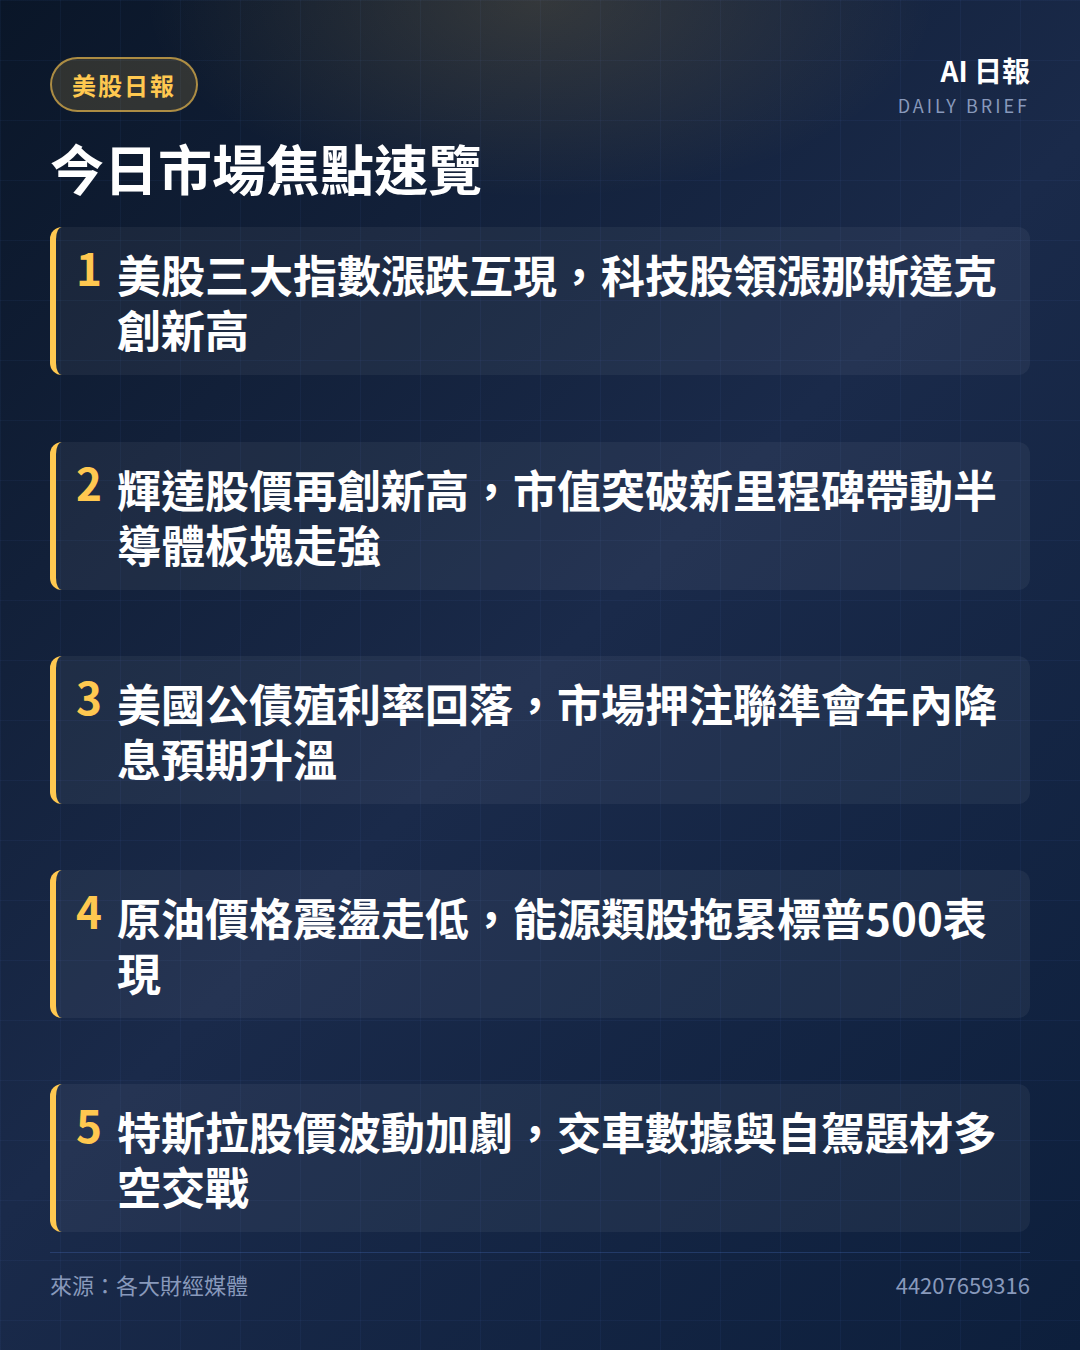 美股日報
AI 日報
DAILY BRIEF
今日市場焦點速覽
1 美股三大指數漲跌互現，科技股領漲那斯達克
創新高
2 輝達股價再創新高，市值突破新里程碑帶動半
導體板塊走強
3 美國公債殖利率回落，市場押注聯準會年內降
息預期升溫
4 原油價格震盪走低，能源類股拖累標普500表
現
5 特斯拉股價波動加劇，交車數據與自駕題材多
空交戰
來源：各大財經媒體
44207659316